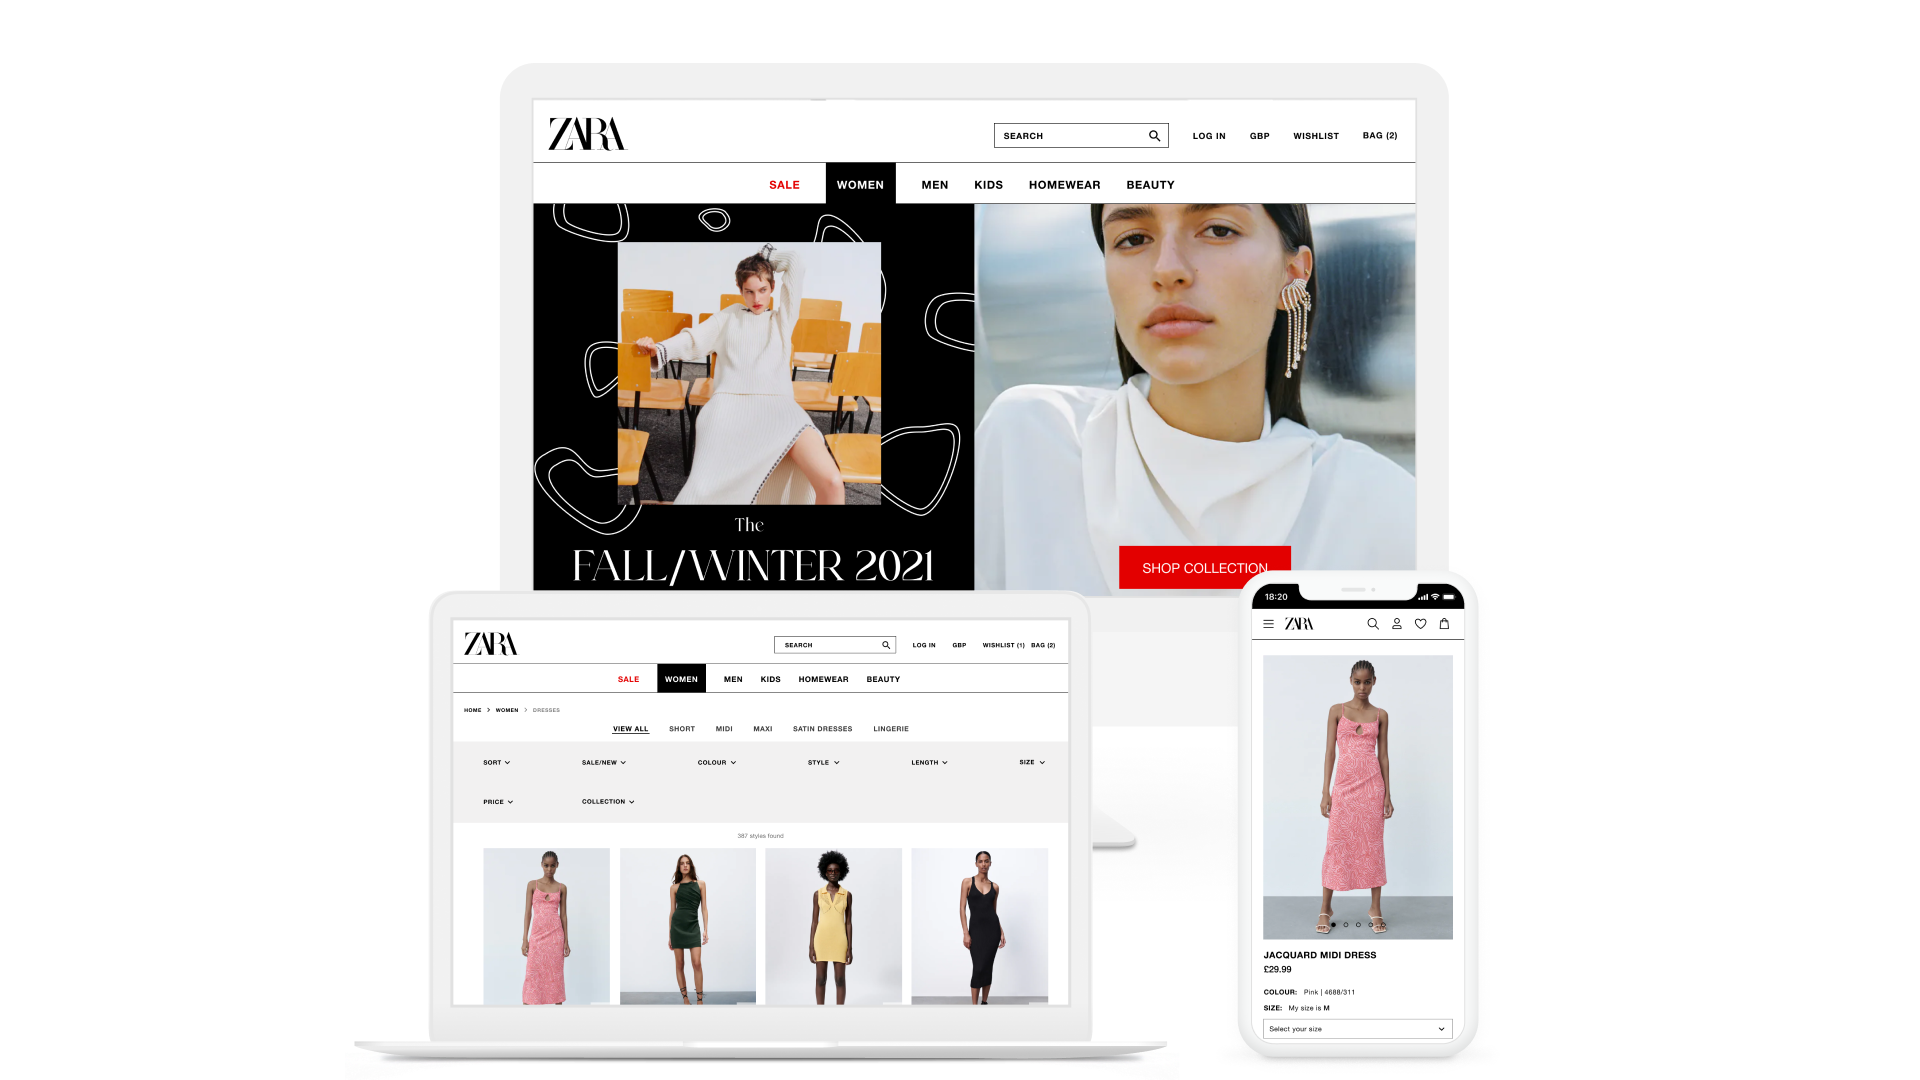 ZARA
SEARCH
LOG IN GBP WISHLIST BAG (2)
SALE WOMEN MEN KIDS HOMEWEAR BEAUTY
The
FALL/WINTER 2021
SHOP COLLECTION
ZARA
SEARCH
LOG IN GBP WISHLIST (1) BAG (2)
SALE WOMEN MEN KIDS HOMEWEAR BEAUTY
HOME > WOMEN > DRESSES
VIEW ALL SHORT MIDI MAXI SATIN DRESSES LINGERIE
SORT SALE/NEW COLOUR STYLE LENGTH SIZE
PRICE COLLECTION
387 styles found
18:20
ZARA
JACQUARD MIDI DRESS
£29.99
COLOUR: Pink | 4688/311
SIZE: My size is M
Select your size